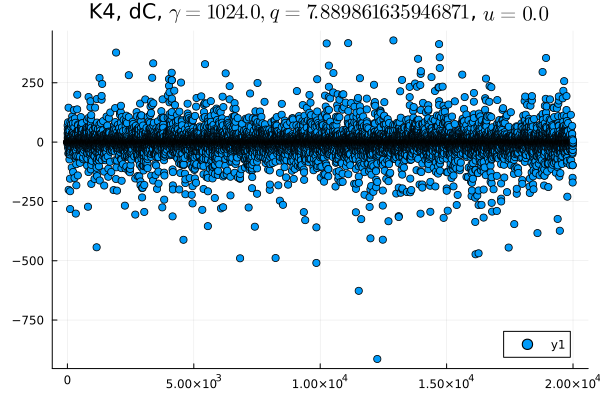 K4, dC, γ = 1024.0, q = 7.889861635946871, u = 0.0
250
0
−250
−500
−750
y1
0 5.00×10³ 1.00×10⁴ 1.50×10⁴ 2.00×10⁴